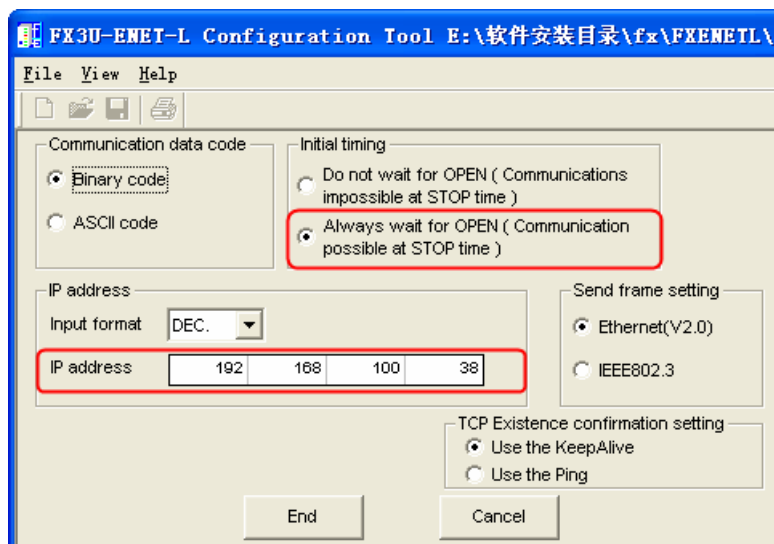 FX3U-ENET-L Configuration Tool E:\软件安装目录\fx\FXENETL\
File View Help
Communication data code
Binary code
ASCII code
Initial timing
Do not wait for OPEN ( Communications
impossible at STOP time )
Always wait for OPEN ( Communication
possible at STOP time )
IP address
Input format DEC.
IP address 192 168 100 38
Send frame setting
Ethernet(V2.0)
IEEE802.3
TCP Existence confirmation setting
Use the KeepAlive
Use the Ping
End Cancel